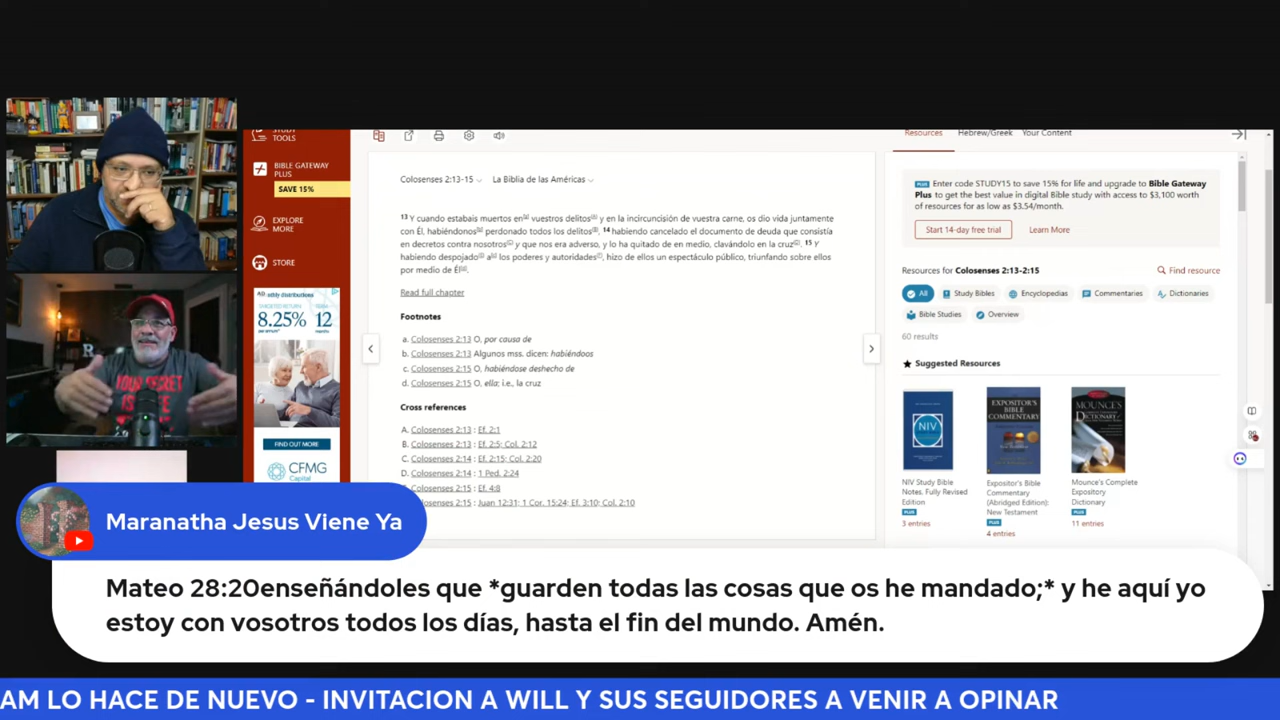 STUDY
TOOLS
BIBLE GATEWAY
PLUS
SAVE 15%
EXPLORE
MORE
STORE
8.25% 12
FIND OUT MORE
CFMG
Capital
Colosenses 2:13-15 La Biblia de las Américas
13 Y cuando estabais muertos en[a] vuestros delitos[A] y en la incircuncisión de vuestra carne, os dio vida juntamente
con Él, habiéndonos[b] perdonado todos los delitos[B], 14 habiendo cancelado el documento de deuda que consistía
en decretos contra nosotros[C] y que nos era adverso, y lo ha quitado de en medio, clavándolo en la cruz[D]. 15 Y
habiendo despojado[c] a[E] los poderes y autoridades[F], hizo de ellos un espectáculo público, triunfando sobre ellos
por medio de Él[d].
Read full chapter
Footnotes
a. Colosenses 2:13 O, por causa de
b. Colosenses 2:13 Algunos mss. dicen: habiéndoos
c. Colosenses 2:15 O, habiéndose deshecho de
d. Colosenses 2:15 O, ella; i.e., la cruz
Cross references
A. Colosenses 2:13 : Ef. 2:1
B. Colosenses 2:13 : Ef. 2:5; Col. 2:12
C. Colosenses 2:14 : Ef. 2:15; Col. 2:20
D. Colosenses 2:14 : 1 Ped. 2:24
Colosenses 2:15 : Ef. 4:8
olosenses 2:15 : Juan 12:31; 1 Cor. 15:24; Ef. 3:10; Col. 2:10
Resources Hebrew/Greek Your Content
PLUS Enter code STUDY15 to save 15% for life and upgrade to Bible Gateway
Plus to get the best value in digital Bible study with access to $3,100 worth
of resources for as low as $3.54/month.
Start 14-day free trial Learn More
Resources for Colosenses 2:13-2:15 Find resource
All Study Bibles Encyclopedias Commentaries Dictionaries
Bible Studies Overview
60 results
Suggested Resources
NIV
EXPOSITOR'S
BIBLE
COMMENTARY
MOUNCE'S
NIV Study Bible
Notes, Fully Revised
Edition
PLUS
3 entries
Expositor's Bible
Commentary
(Abridged Edition):
New Testament
PLUS
4 entries
Mounce's Complete
Expository
Dictionary
PLUS
11 entries
Maranatha Jesus Viene Ya
Mateo 28:20enseñándoles que *guarden todas las cosas que os he mandado;* y he aquí yo
estoy con vosotros todos los días, hasta el fin del mundo. Amén.
AM LO HACE DE NUEVO - INVITACION A WILL Y SUS SEGUIDORES A VENIR A OPINAR